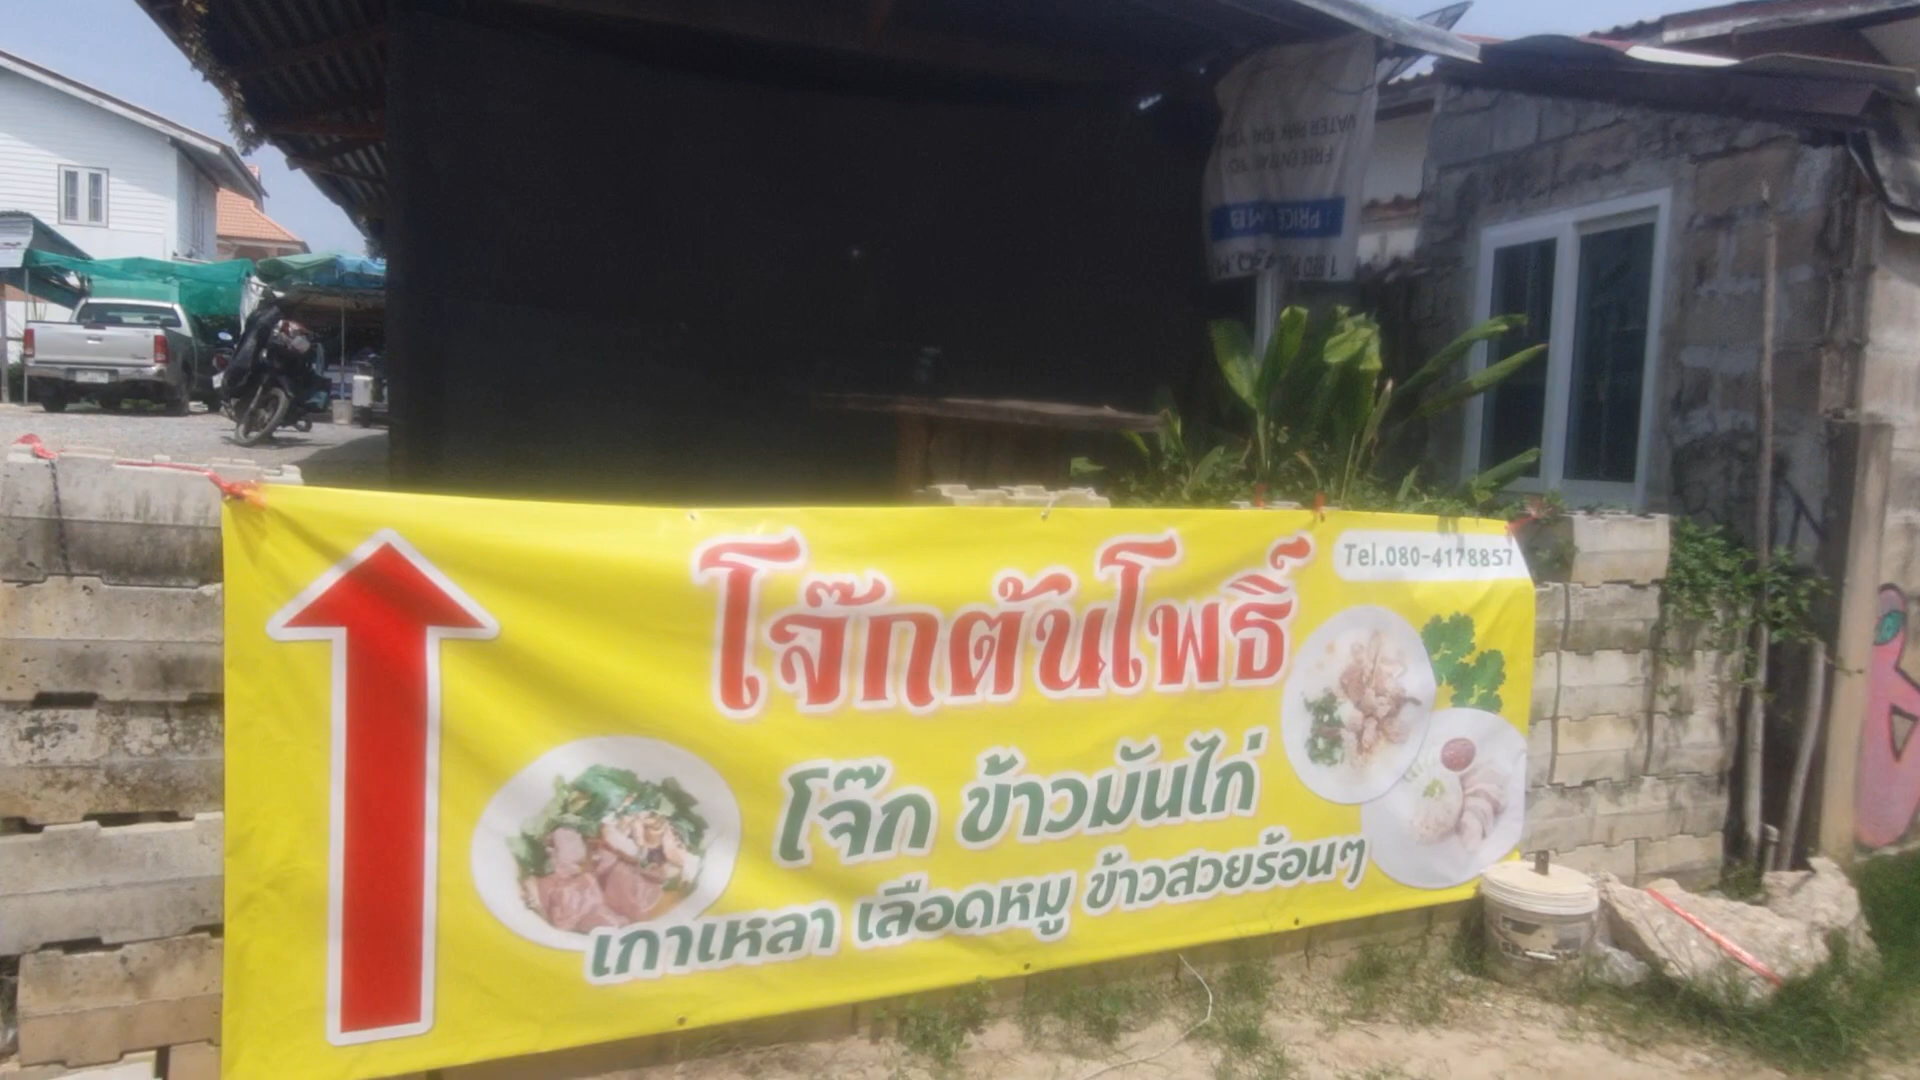 โจ๊กต้นโพธิ์
Tel.080-4178857
โจ๊ก ข้าวมันไก่
เกาเหลา เลือดหมู ข้าวสวยร้อนๆ